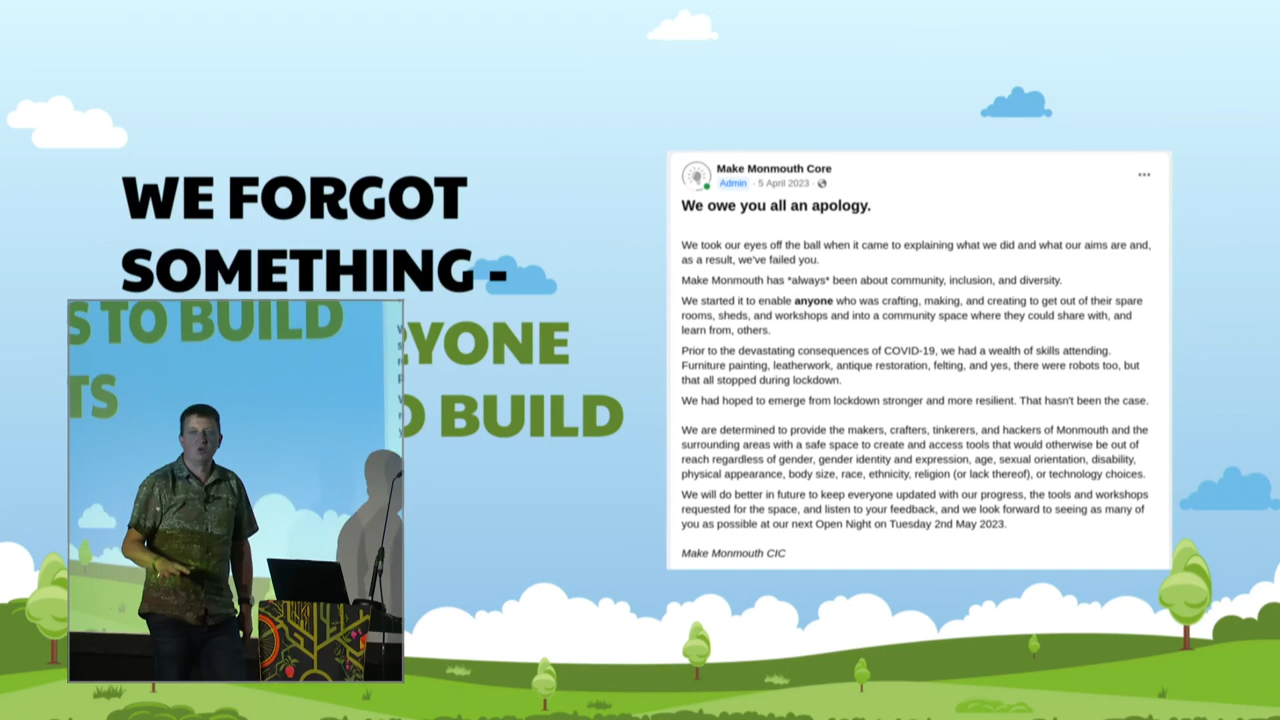 WE FORGOT
SOMETHING -
YONE
BUILD
Make Monmouth Core
Admin · 5 April 2023 ·
We owe you all an apology.
We took our eyes off the ball when it came to explaining what we did and what our aims are and,
as a result, we've failed you.
Make Monmouth has *always* been about community, inclusion, and diversity.
We started it to enable anyone who was crafting, making, and creating to get out of their spare
rooms, sheds, and workshops and into a community space where they could share with, and
learn from, others.
Prior to the devastating consequences of COVID-19, we had a wealth of skills attending.
Furniture painting, leatherwork, antique restoration, felting, and yes, there were robots too, but
that all stopped during lockdown.
We had hoped to emerge from lockdown stronger and more resilient. That hasn't been the case.
We are determined to provide the makers, crafters, tinkerers, and hackers of Monmouth and the
surrounding areas with a safe space to create and access tools that would otherwise be out of
reach regardless of gender, gender identity and expression, age, sexual orientation, disability,
physical appearance, body size, race, ethnicity, religion (or lack thereof), or technology choices.
We will do better in future to keep everyone updated with our progress, the tools and workshops
requested for the space, and listen to your feedback, and we look forward to seeing as many of
you as possible at our next Open Night on Tuesday 2nd May 2023.
Make Monmouth CIC
S TO BUILD
TS